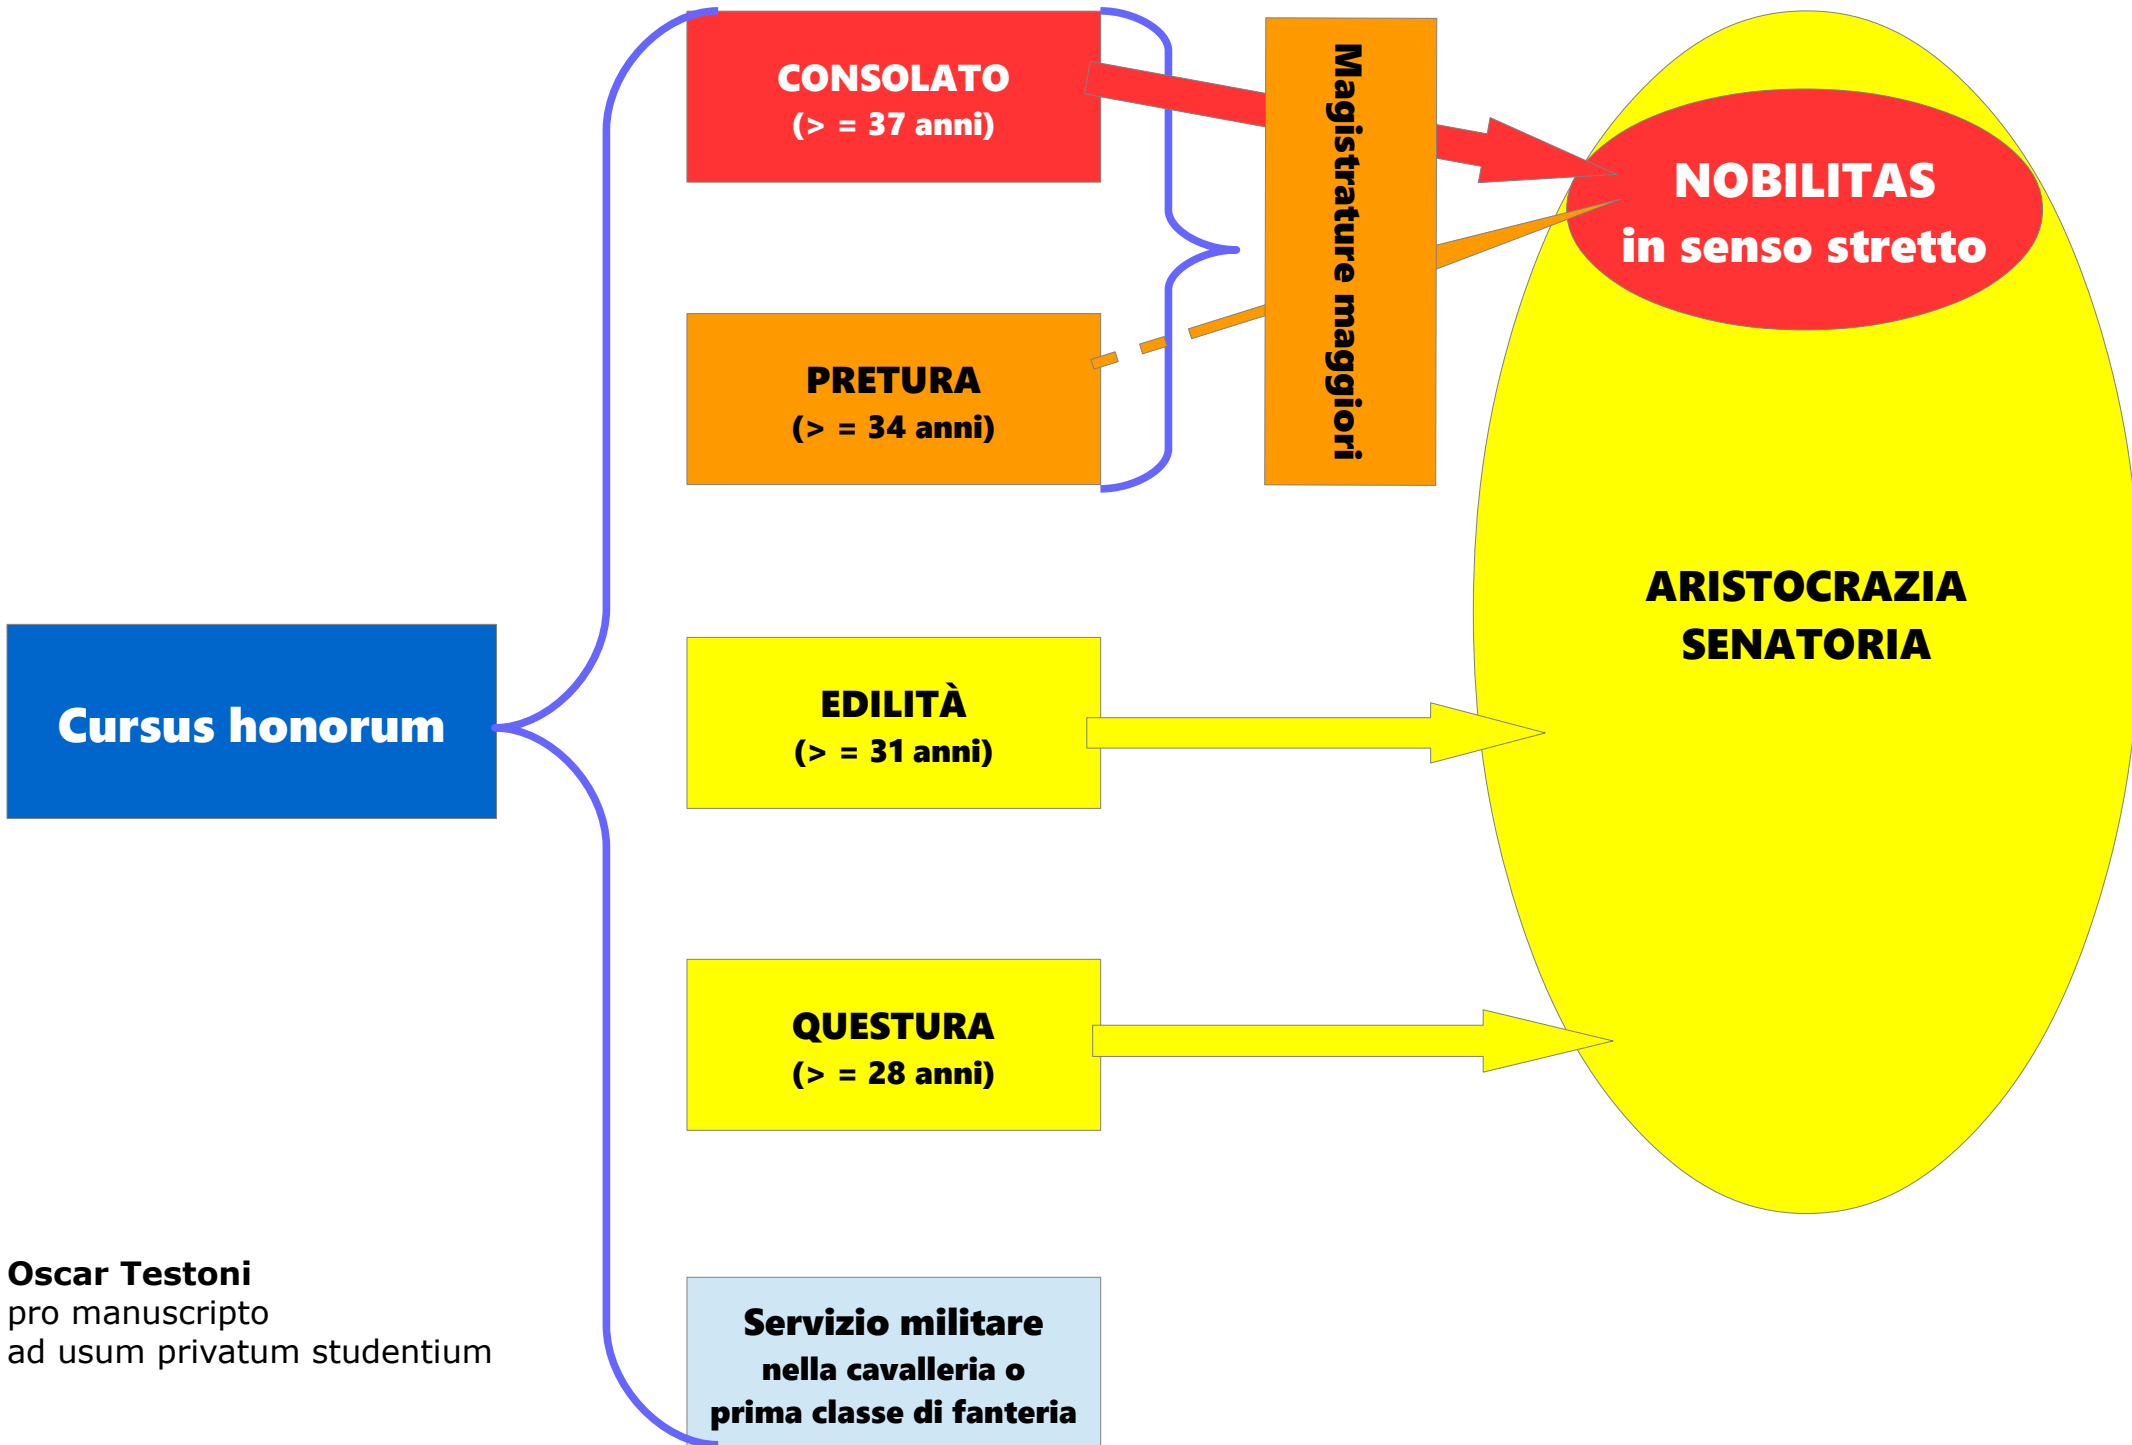 CONSOLATO
(> = 37 anni)
Magistrature maggiori
NOBILITAS
in senso stretto
PRETURA
(> = 34 anni)
ARISTOCRAZIA
SENATORIA
Cursus honorum
EDILITÀ
(> = 31 anni)
QUESTURA
(> = 28 anni)
Oscar Testoni
pro manuscripto
ad usum privatum studentium
Servizio militare
nella cavalleria o
prima classe di fanteria